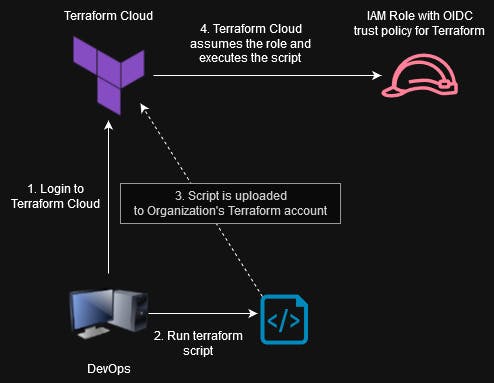 Terraform Cloud
4. Terraform Cloud
assumes the role and
executes the script
IAM Role with OIDC
trust policy for Terraform
1. Login to
Terraform Cloud
3. Script is uploaded
to Organization's Terraform account
</>
2. Run terraform
script
DevOps